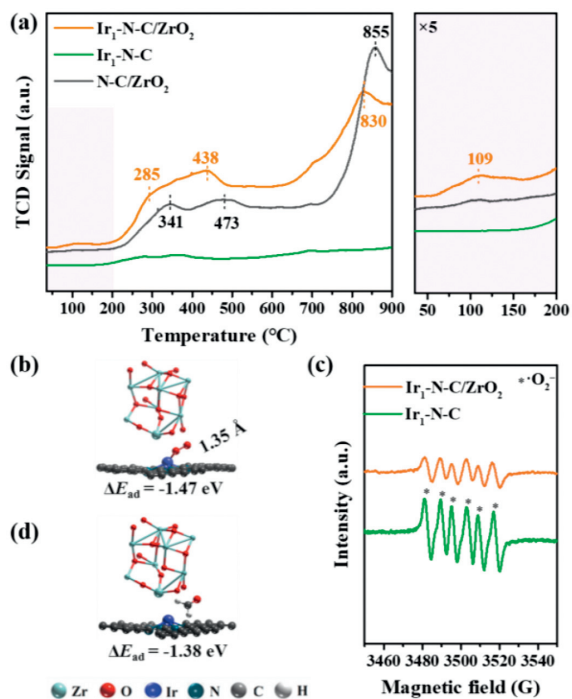 (a)
Ir₁-N-C/ZrO₂
Ir₁-N-C
N-C/ZrO₂
855
×5
830
438
285
341
473
109
TCD Signal (a.u.)
100 200 300 400 500 600 700 800 900
50 100 150 200
Temperature (°C)
(b)
1.35 Å
ΔE_ad = -1.47 eV
(c)
Ir₁-N-C/ZrO₂
Ir₁-N-C
*·O₂⁻
* * * * * *
Intensity (a.u.)
3460 3480 3500 3520 3540
Magnetic field (G)
(d)
ΔE_ad = -1.38 eV
Zr O Ir N C H